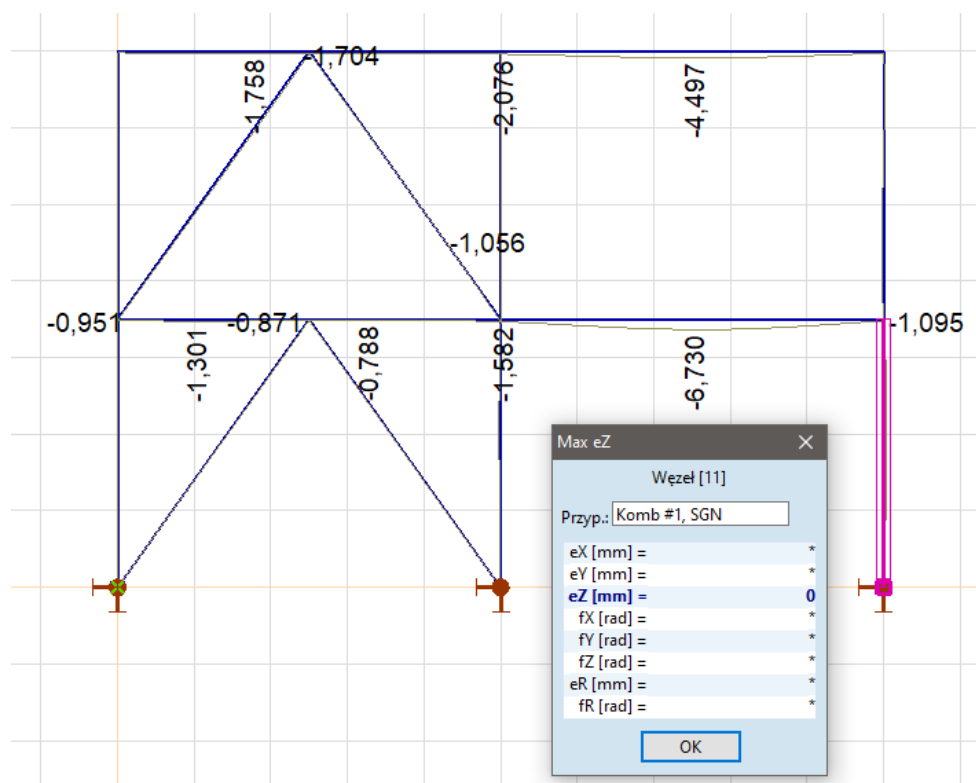 -1,704
-1,758
-2,076
-4,497
-1,056
-0,951
-0,871
-1,095
-1,301
-0,788
-1,582
-6,730
Max eZ
Węzeł [11]
Przyp.: Komb #1, SGN
eX [mm] = *
eY [mm] = *
eZ [mm] = 0
fX [rad] = *
fY [rad] = *
fZ [rad] = *
eR [mm] = *
fR [rad] = *
OK